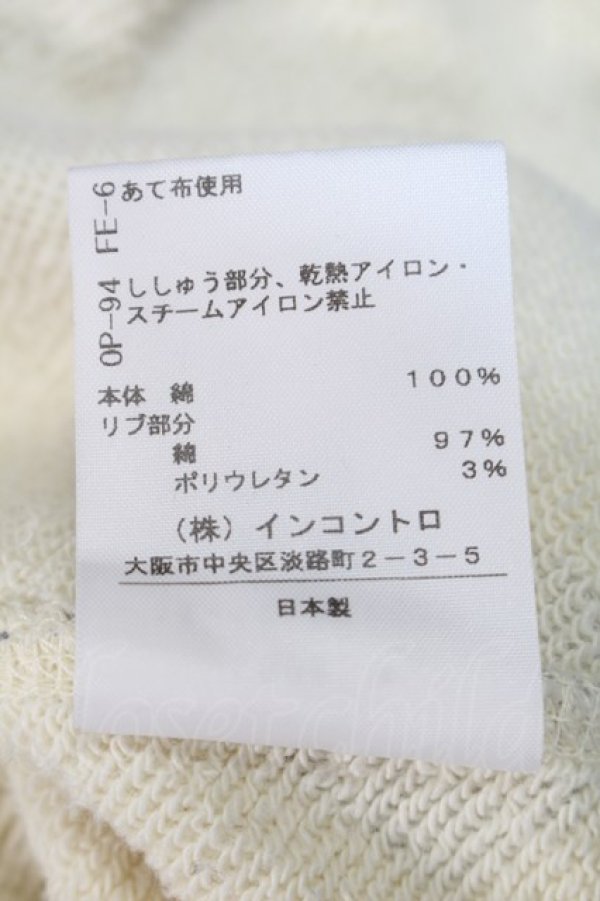 FE-6
あて布使用
OP-94
ししゅう部分、乾熱アイロン・
スチームアイロン禁止
本体 綿 100%
リブ部分
綿 97%
ポリウレタン 3%
(株)インコントロ
大阪市中央区淡路町2-3-5
日本製
closetchild